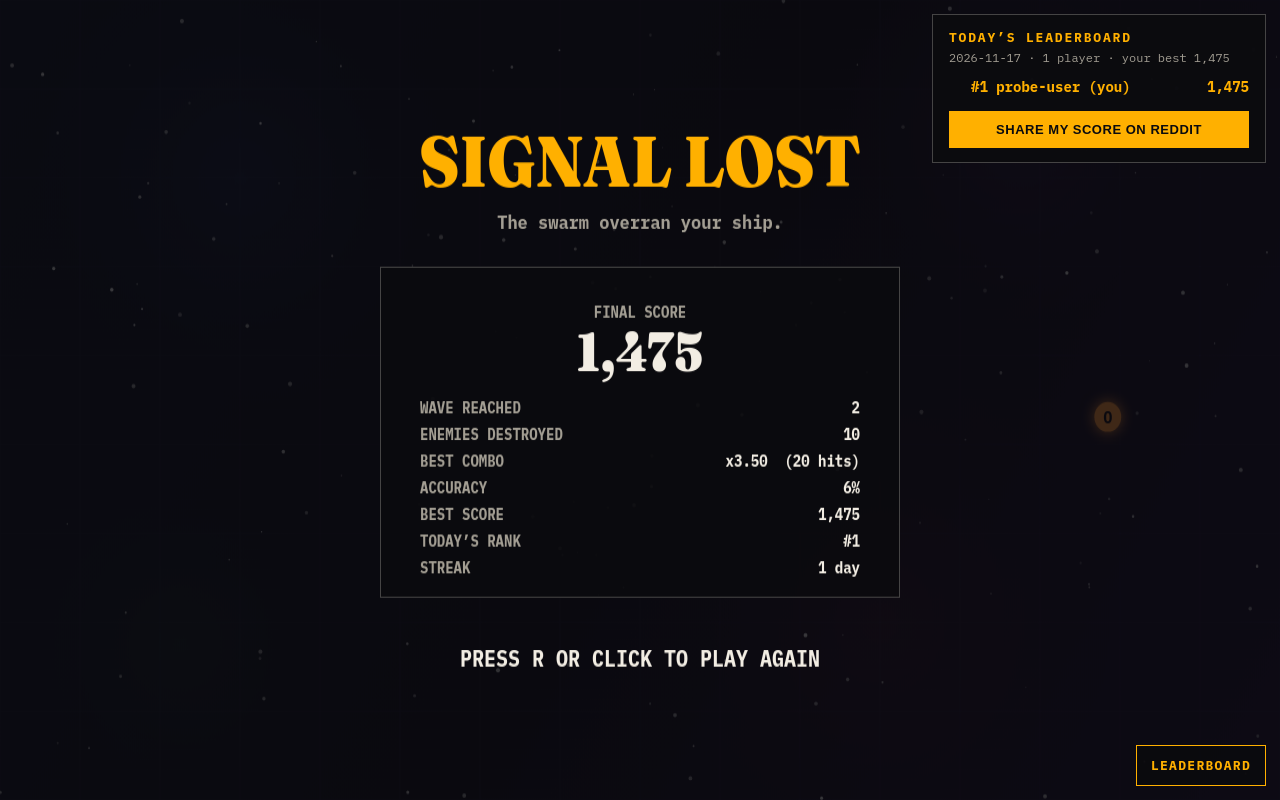 TODAY’S LEADERBOARD
2026-11-17 · 1 player · your best 1,475
#1 probe-user (you) 1,475
SHARE MY SCORE ON REDDIT
SIGNAL LOST
The swarm overran your ship.
FINAL SCORE
1,475
WAVE REACHED 2
ENEMIES DESTROYED 10
BEST COMBO x3.50 (20 hits)
ACCURACY 6%
BEST SCORE 1,475
TODAY’S RANK #1
STREAK 1 day
0
PRESS R OR CLICK TO PLAY AGAIN
LEADERBOARD